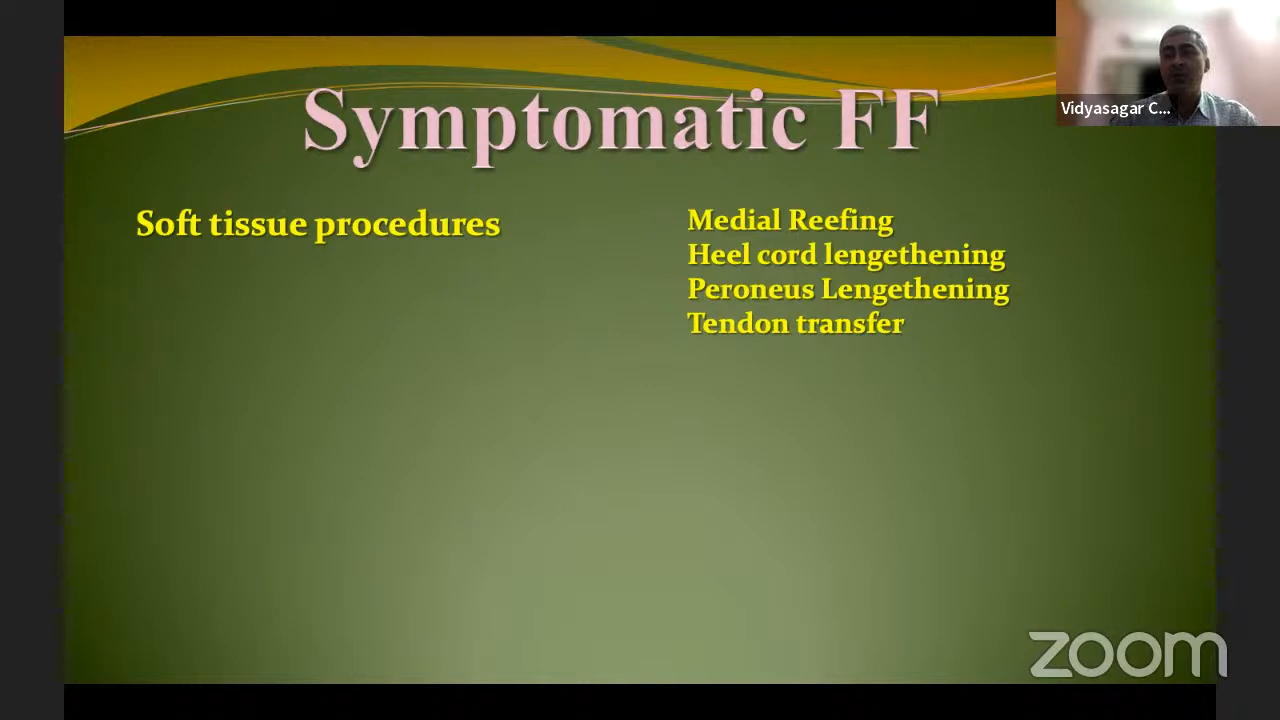 Symptomatic FF
Vidyasagar C...
Soft tissue procedures
Medial Reefing
Heel cord lengethening
Peroneus Lengethening
Tendon transfer
zoom